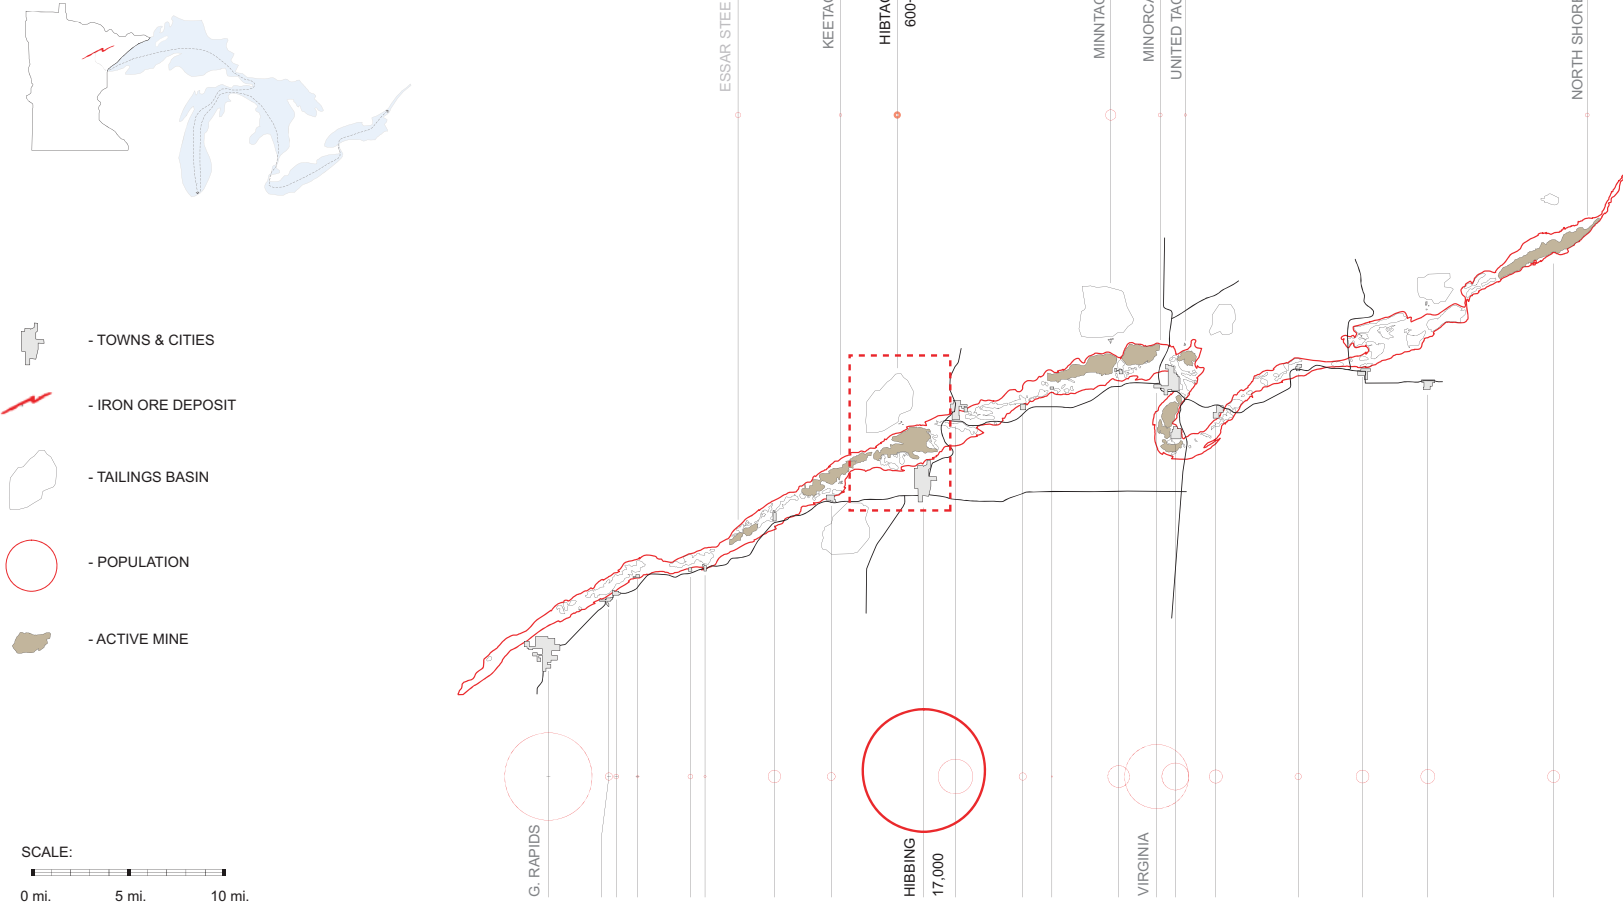 ESSAR STEE
KEETAC
HIBTAC
600
MINNTAC
MINORCA
UNITED TAC
NORTH SHORE
- TOWNS & CITIES
- IRON ORE DEPOSIT
- TAILINGS BASIN
- POPULATION
- ACTIVE MINE
G. RAPIDS
HIBBING
17,000
VIRGINIA
SCALE:
0 mi.
5 mi.
10 mi.